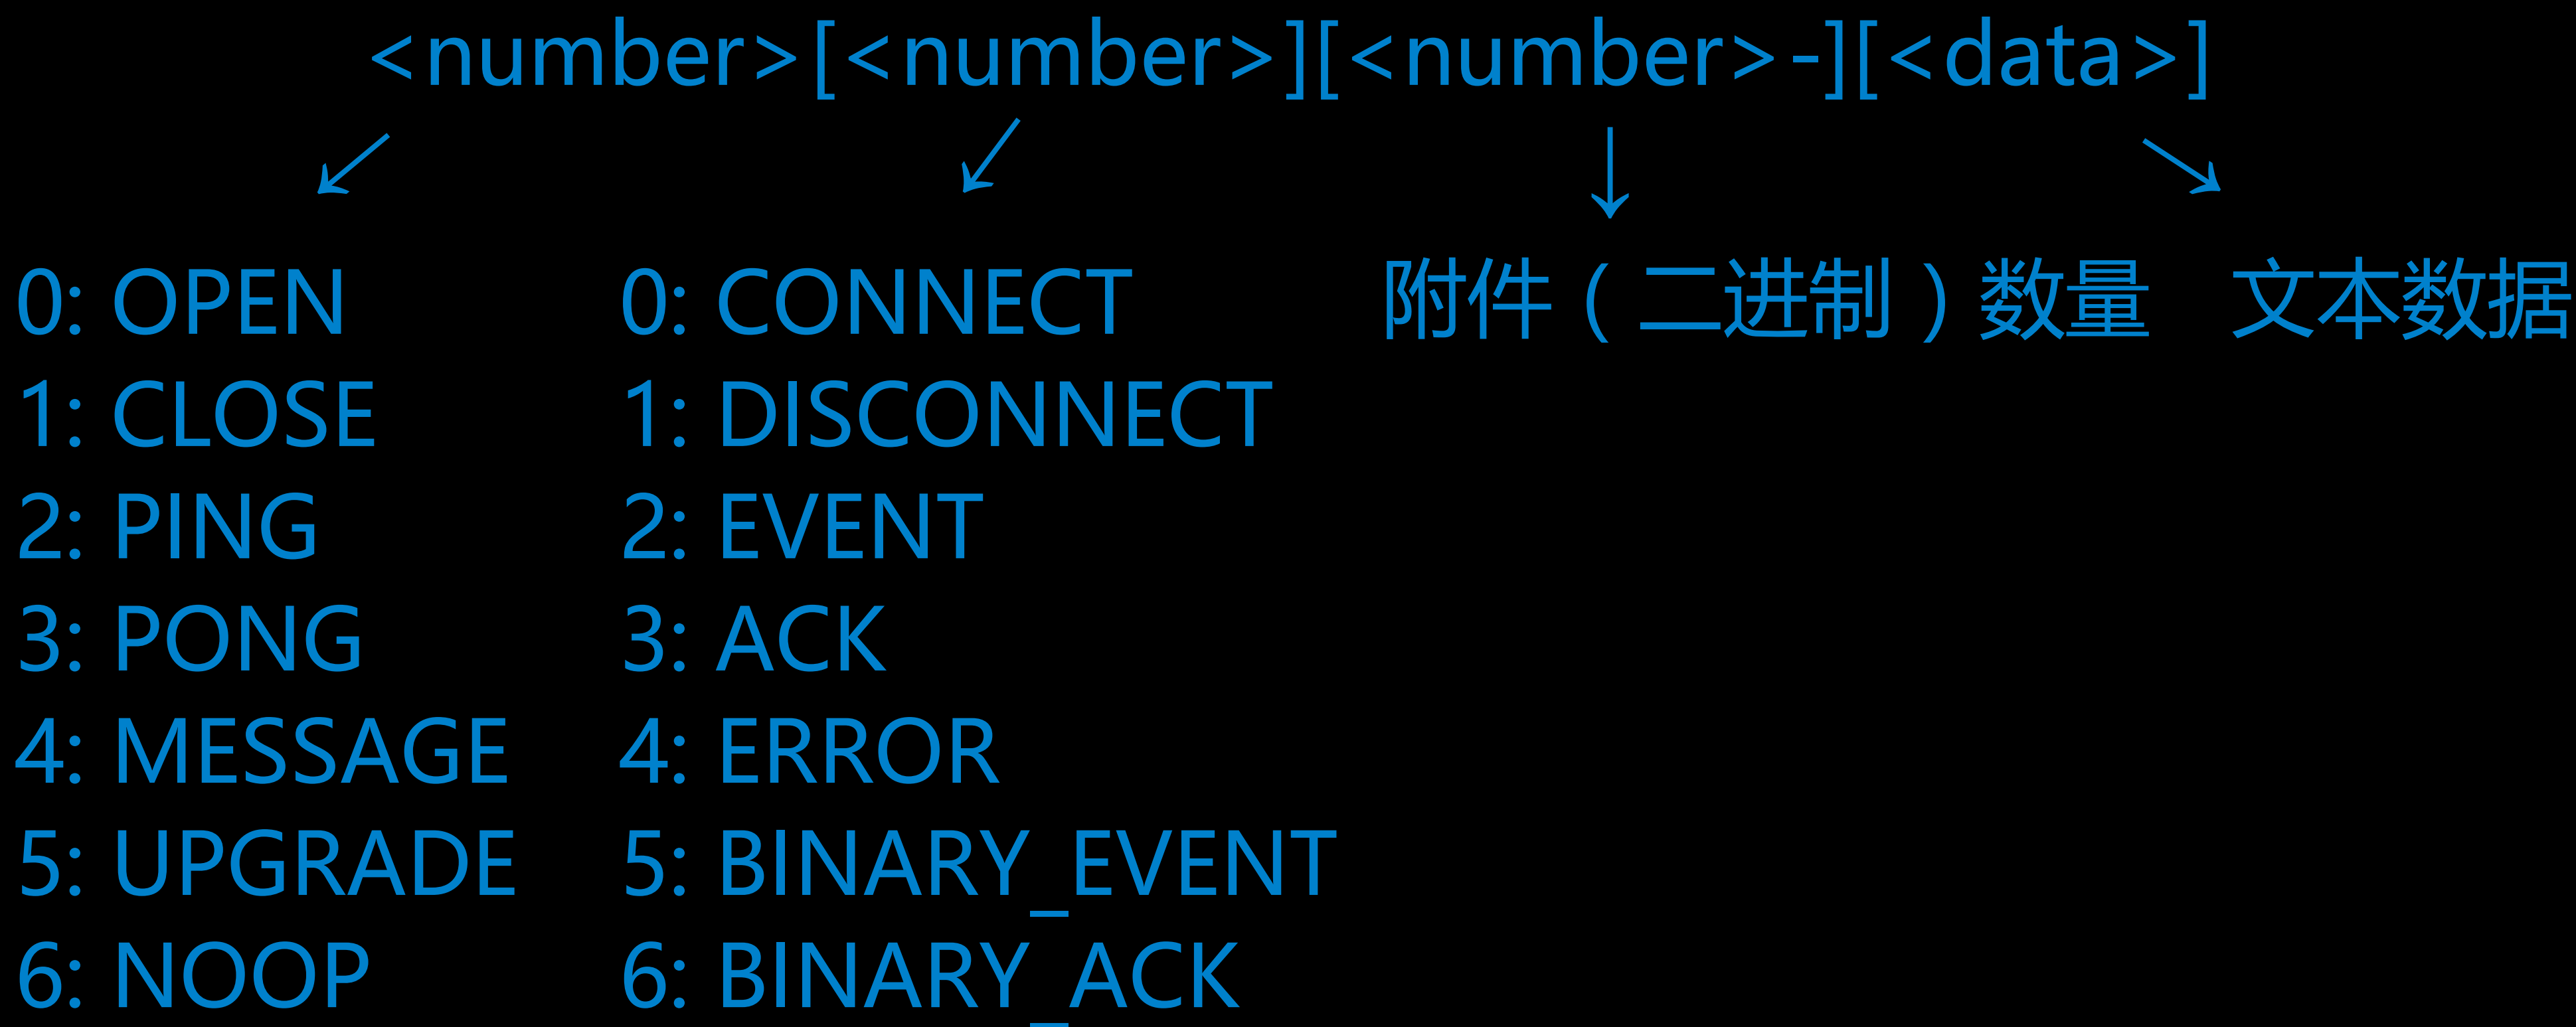 <number>[<number>][<number>-][<data>]
0: OPEN 0: CONNECT 附件（二进制）数量 文本数据
1: CLOSE 1: DISCONNECT
2: PING 2: EVENT
3: PONG 3: ACK
4: MESSAGE 4: ERROR
5: UPGRADE 5: BINARY_EVENT
6: NOOP 6: BINARY_ACK